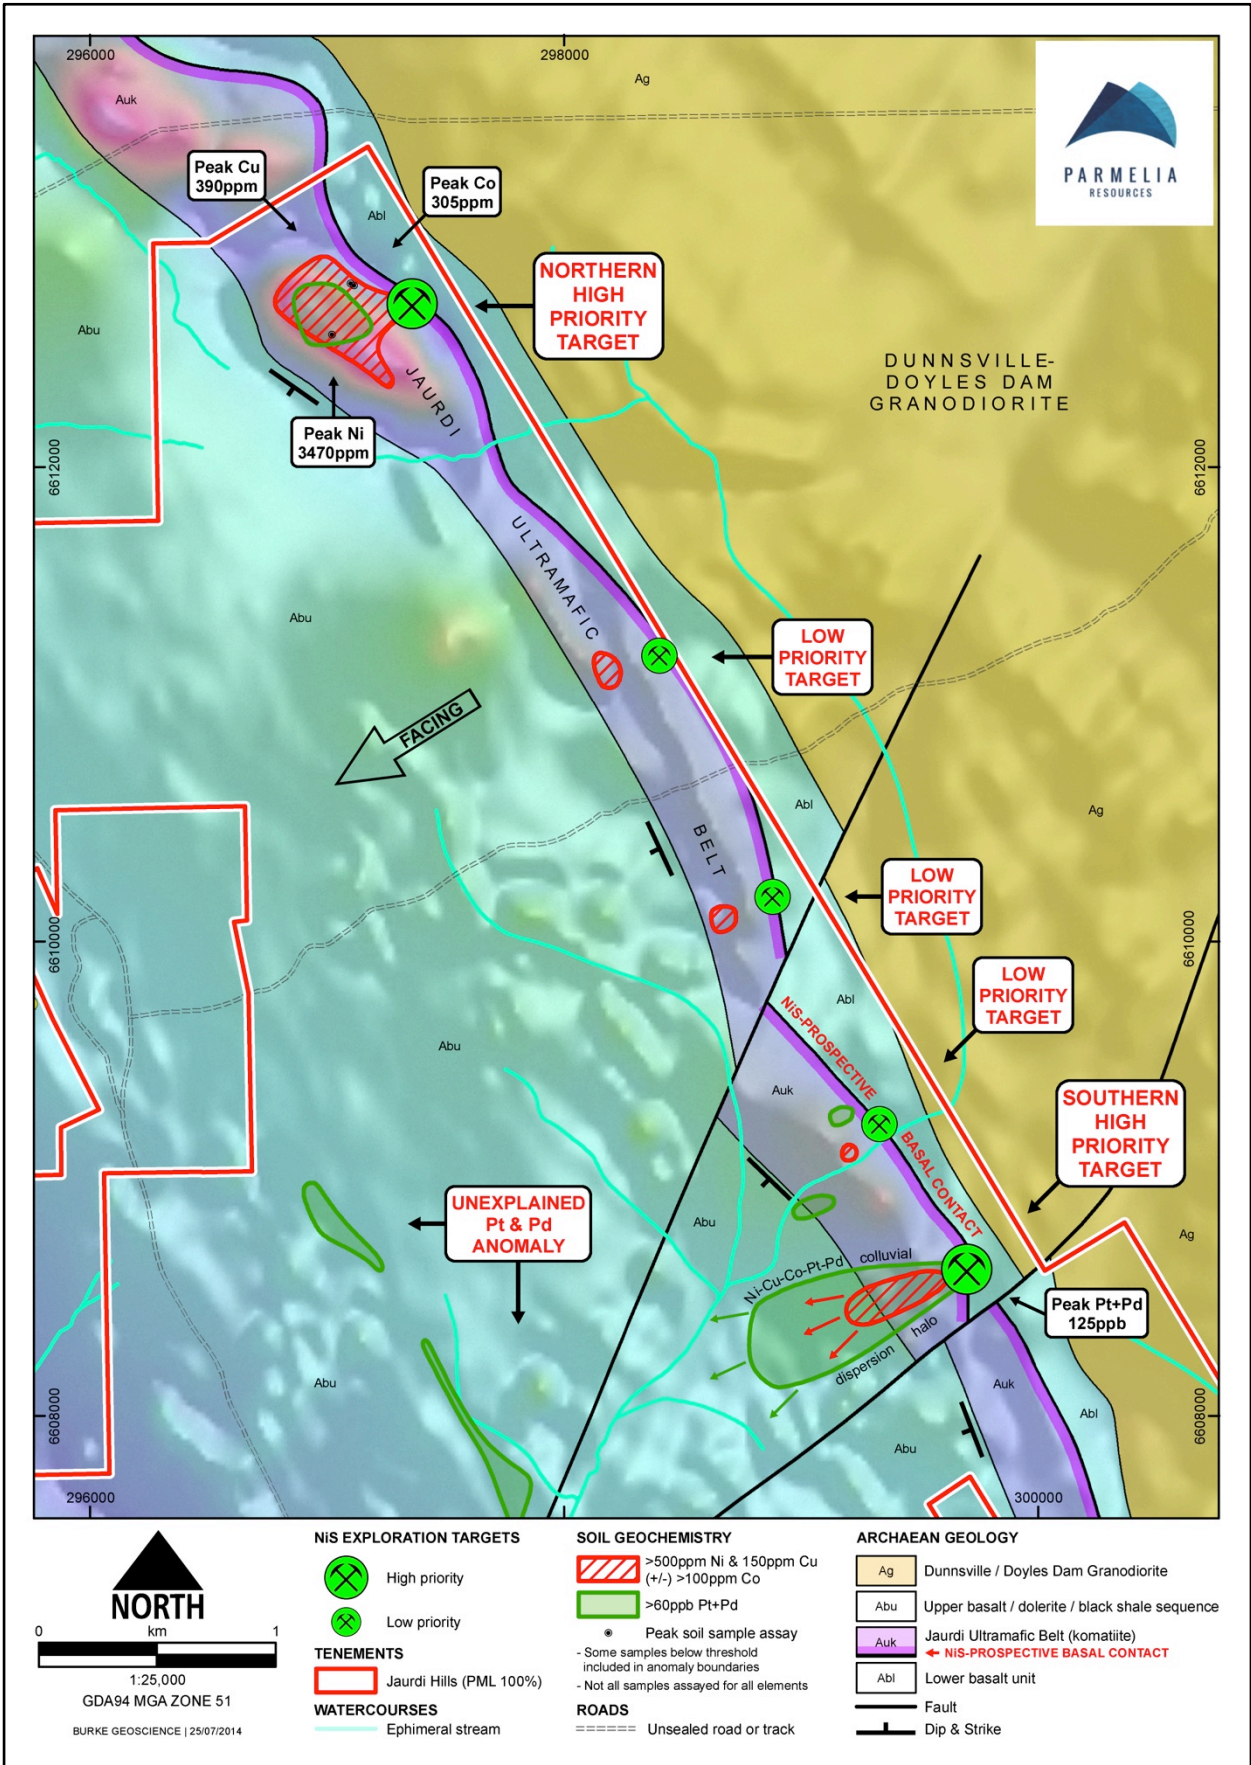 296000
298000
Ag
PARMELIA
RESOURCES
Auk
Peak Cu
390ppm
Peak Co
305ppm
Abl
NORTHERN
HIGH
PRIORITY
TARGET
Abu
DUNNSVILLE-
DOYLES DAM
GRANODIORITE
JAURDI
Peak Ni
3470ppm
6612000
6612000
ULTRAMAFIC
Abu
LOW
PRIORITY
TARGET
FACING
Abl
Ag
BELT
LOW
PRIORITY
TARGET
6610000
6610000
LOW
PRIORITY
TARGET
Abl
NiS-PROSPECTIVE
Abu
Auk
SOUTHERN
HIGH
PRIORITY
TARGET
BASAL CONTACT
UNEXPLAINED
Pt & Pd
ANOMALY
Abu
Ag
Ni-Cu-Co-Pt-Pd
colluvial
Peak Pt+Pd
125ppb
halo
dispersion
Abu
Auk
Abl
6608000
6608000
Abu
296000
300000
NORTH
0
km
1
1:25,000
GDA94 MGA ZONE 51
BURKE GEOSCIENCE | 25/07/2014
NiS EXPLORATION TARGETS
High priority
Low priority
TENEMENTS
Jaurdi Hills (PML 100%)
WATERCOURSES
Ephimeral stream
SOIL GEOCHEMISTRY
>500ppm Ni & 150ppm Cu
(+/-) >100ppm Co
>60ppb Pt+Pd
Peak soil sample assay
- Some samples below threshold
included in anomaly boundaries
- Not all samples assayed for all elements
ROADS
Unsealed road or track
ARCHAEAN GEOLOGY
Ag
Dunnsville / Doyles Dam Granodiorite
Abu
Upper basalt / dolerite / black shale sequence
Auk
Jaurdi Ultramafic Belt (komatiite)
NiS-PROSPECTIVE BASAL CONTACT
Abl
Lower basalt unit
Fault
Dip & Strike